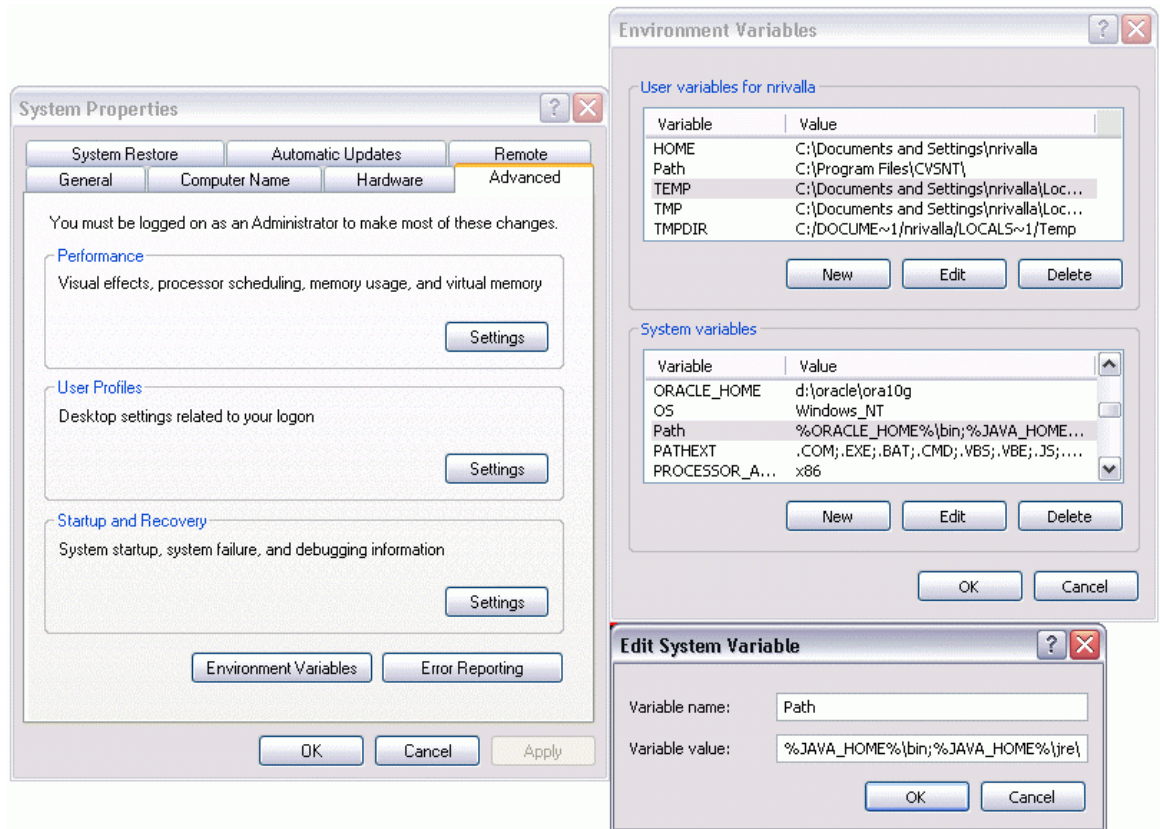 System Properties
System Restore Automatic Updates Remote
General Computer Name Hardware Advanced
You must be logged on as an Administrator to make most of these changes.
Performance
Visual effects, processor scheduling, memory usage, and virtual memory
Settings
User Profiles
Desktop settings related to your logon
Settings
Startup and Recovery
System startup, system failure, and debugging information
Settings
Environment Variables Error Reporting
OK Cancel Apply
Environment Variables
User variables for nrivalla
Variable Value
HOME C:\Documents and Settings\nrivalla
Path C:\Program Files\CVSNT\
TEMP C:\Documents and Settings\nrivalla\Loc...
TMP C:\Documents and Settings\nrivalla\Loc...
TMPDIR C:/DOCUME~1/nrivalla/LOCALS~1/Temp
New Edit Delete
System variables
Variable Value
ORACLE_HOME d:\oracle\ora10g
OS Windows_NT
Path %ORACLE_HOME%\bin;%JAVA_HOME...
PATHEXT .COM;.EXE;.BAT;.CMD;.VBS;.VBE;.JS;....
PROCESSOR_A... x86
New Edit Delete
OK Cancel
Edit System Variable
Variable name: Path
Variable value: %JAVA_HOME%\bin;%JAVA_HOME%\jre\
OK Cancel